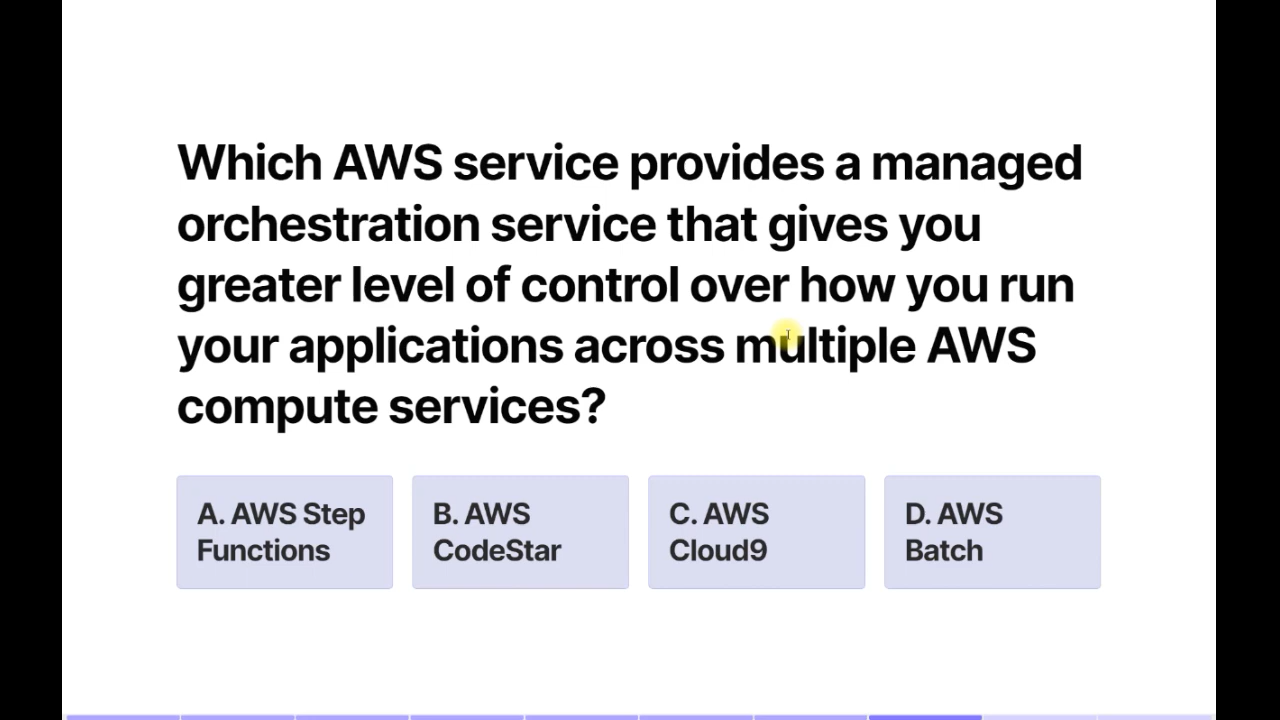 Which AWS service provides a managed
orchestration service that gives you
greater level of control over how you run
your applications across multiple AWS
compute services?
A. AWS Step
Functions
B. AWS
CodeStar
C. AWS
Cloud9
D. AWS
Batch